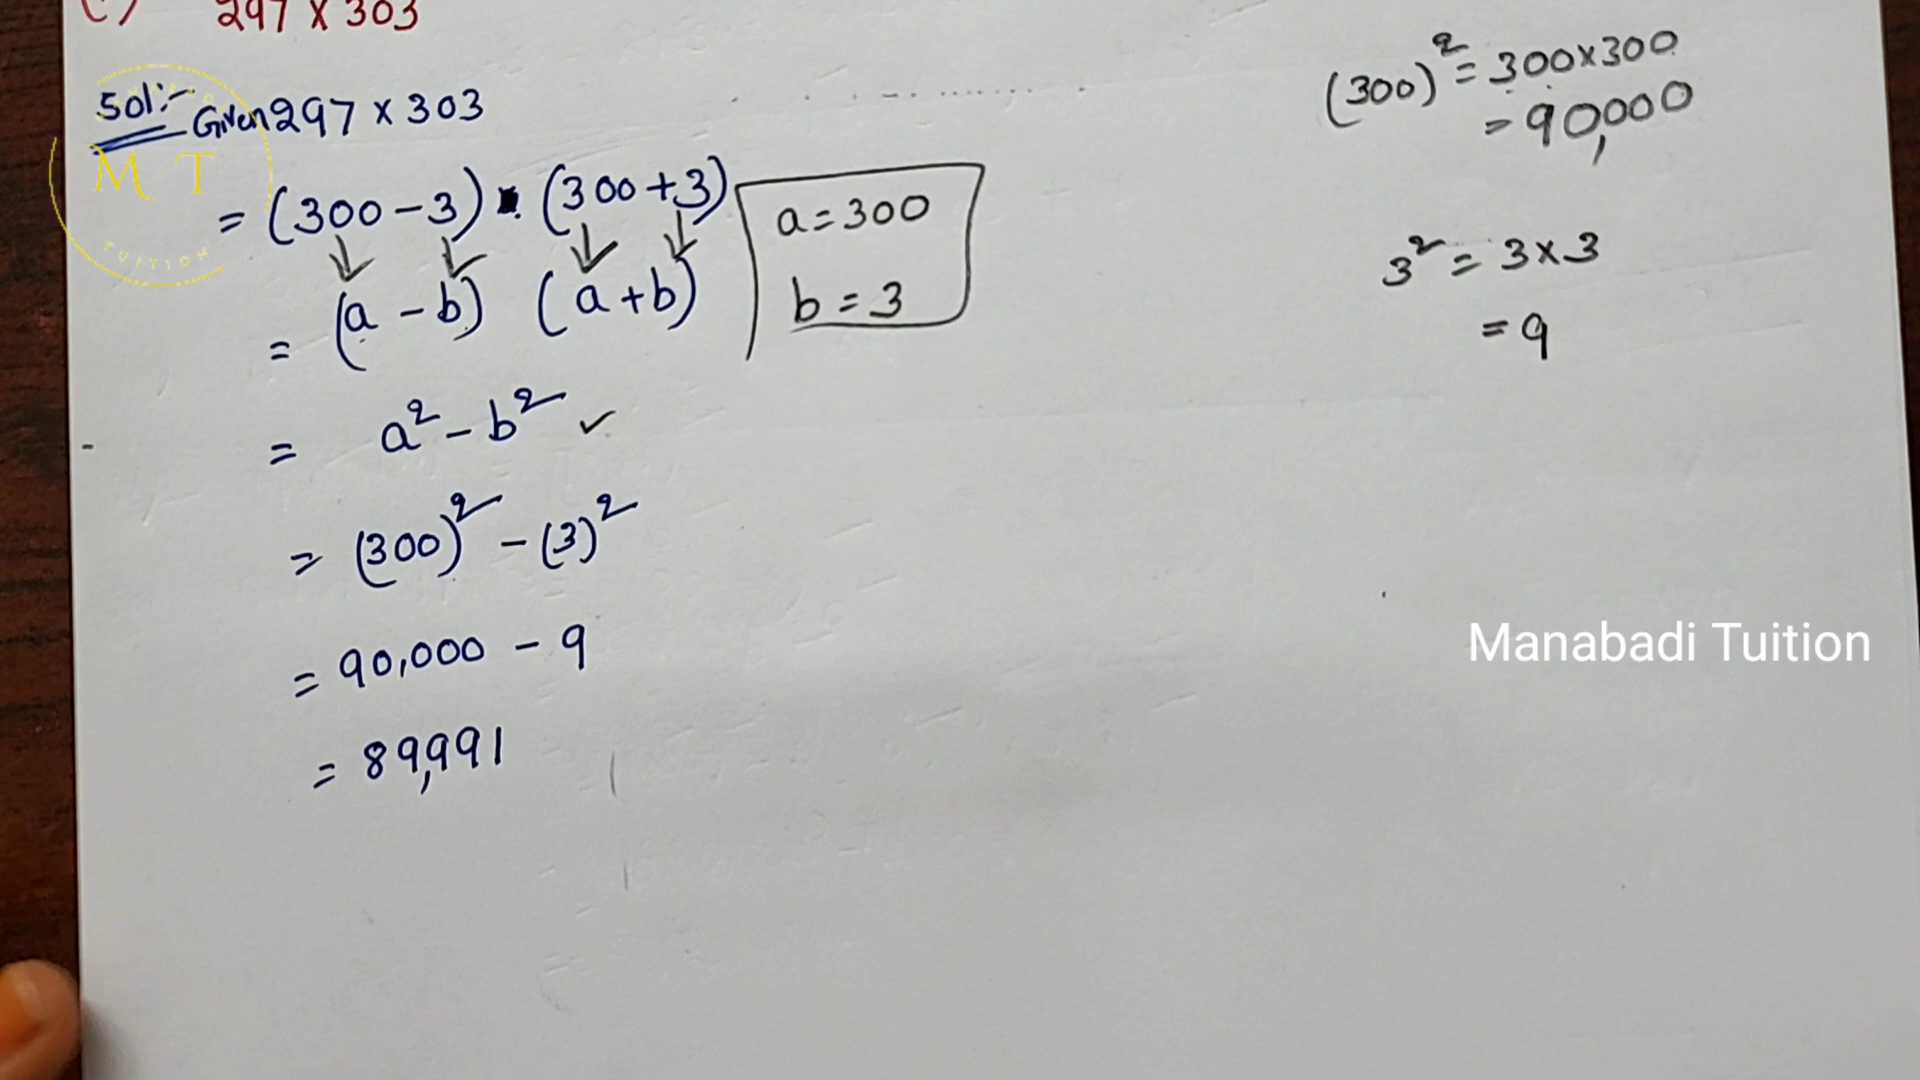 297 x 303
Sol:- Given 297 x 303
= (300 - 3) . (300 + 3)
= (a - b) (a + b)
a = 300
b = 3
= a² - b² ✓
= (300)² - (3)²
= 90,000 - 9
= 89,991
(300)² = 300x300
= 90,000
3² = 3x3
= 9
M T
TUITION
Manabadi Tuition